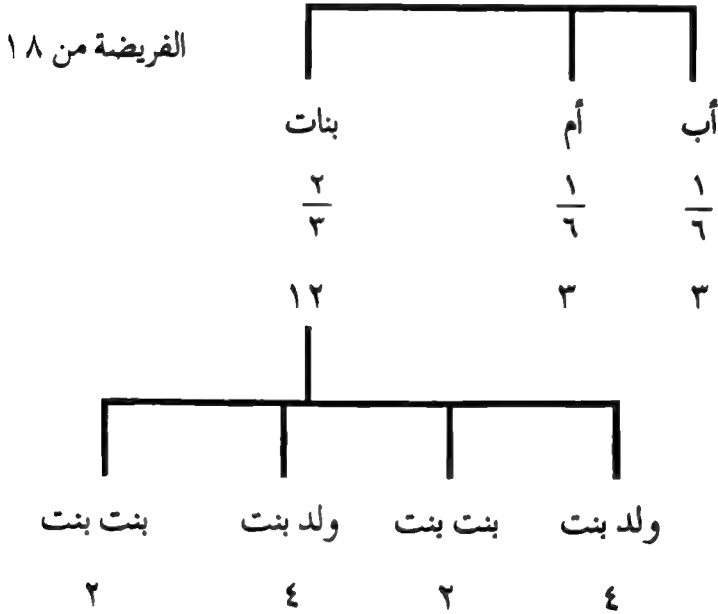 الفريضة من ١٨
أب أم بنات
١/٦ ١/٦ ٢/٣
٣ ٣ ١٢
ولد بنت بنت بنت ولد بنت بنت بنت
٤ ٢ ٤ ٢